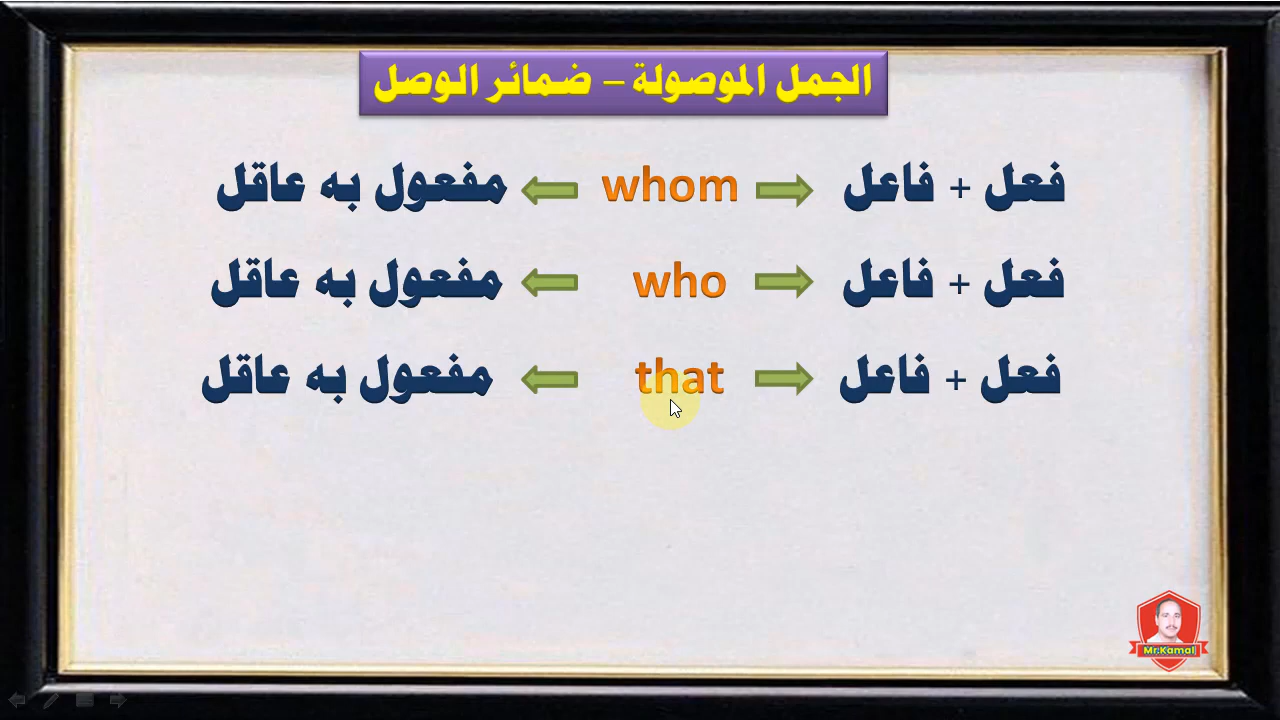 الجمل الموصولة – ضمائر الوصل
مفعول به عاقل whom فعل + فاعل
مفعول به عاقل who فعل + فاعل
مفعول به عاقل that فعل + فاعل
Mr.Kamal